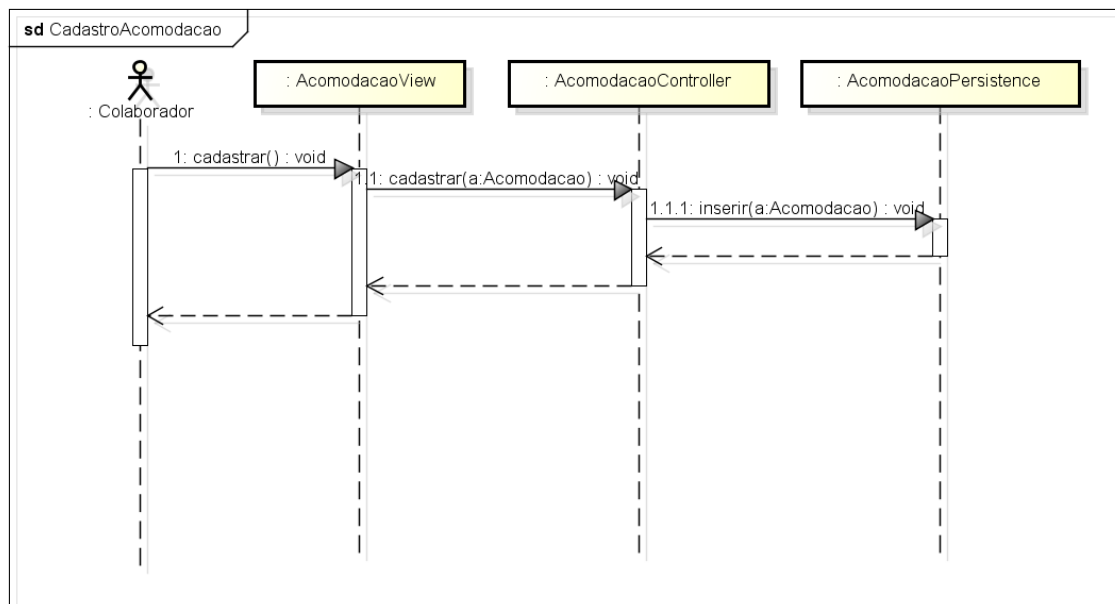 sd CadastroAcomodacao
: Colaborador
: AcomodacaoView
: AcomodacaoController
: AcomodacaoPersistence
1: cadastrar() : void
1.1: cadastrar(a:Acomodacao) : void
1.1.1: inserir(a:Acomodacao) : void